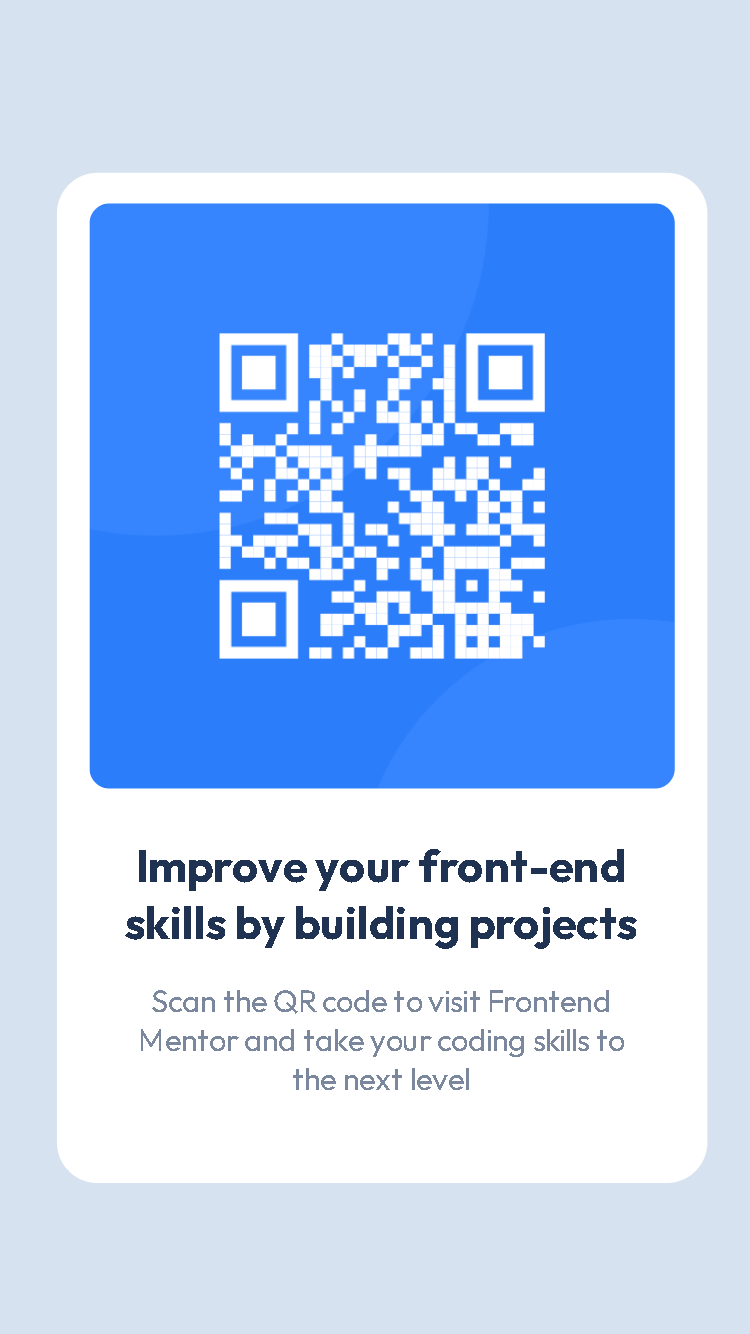 Improve your front-end
skills by building projects
Scan the QR code to visit Frontend
Mentor and take your coding skills to
the next level